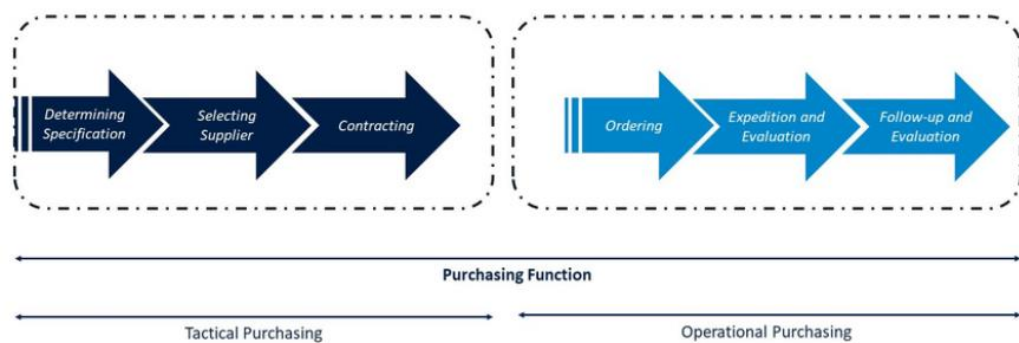 Determining
Specification
Selecting
Supplier
Contracting
Ordering
Expedition and
Evaluation
Follow-up and
Evaluation
Purchasing Function
Tactical Purchasing
Operational Purchasing